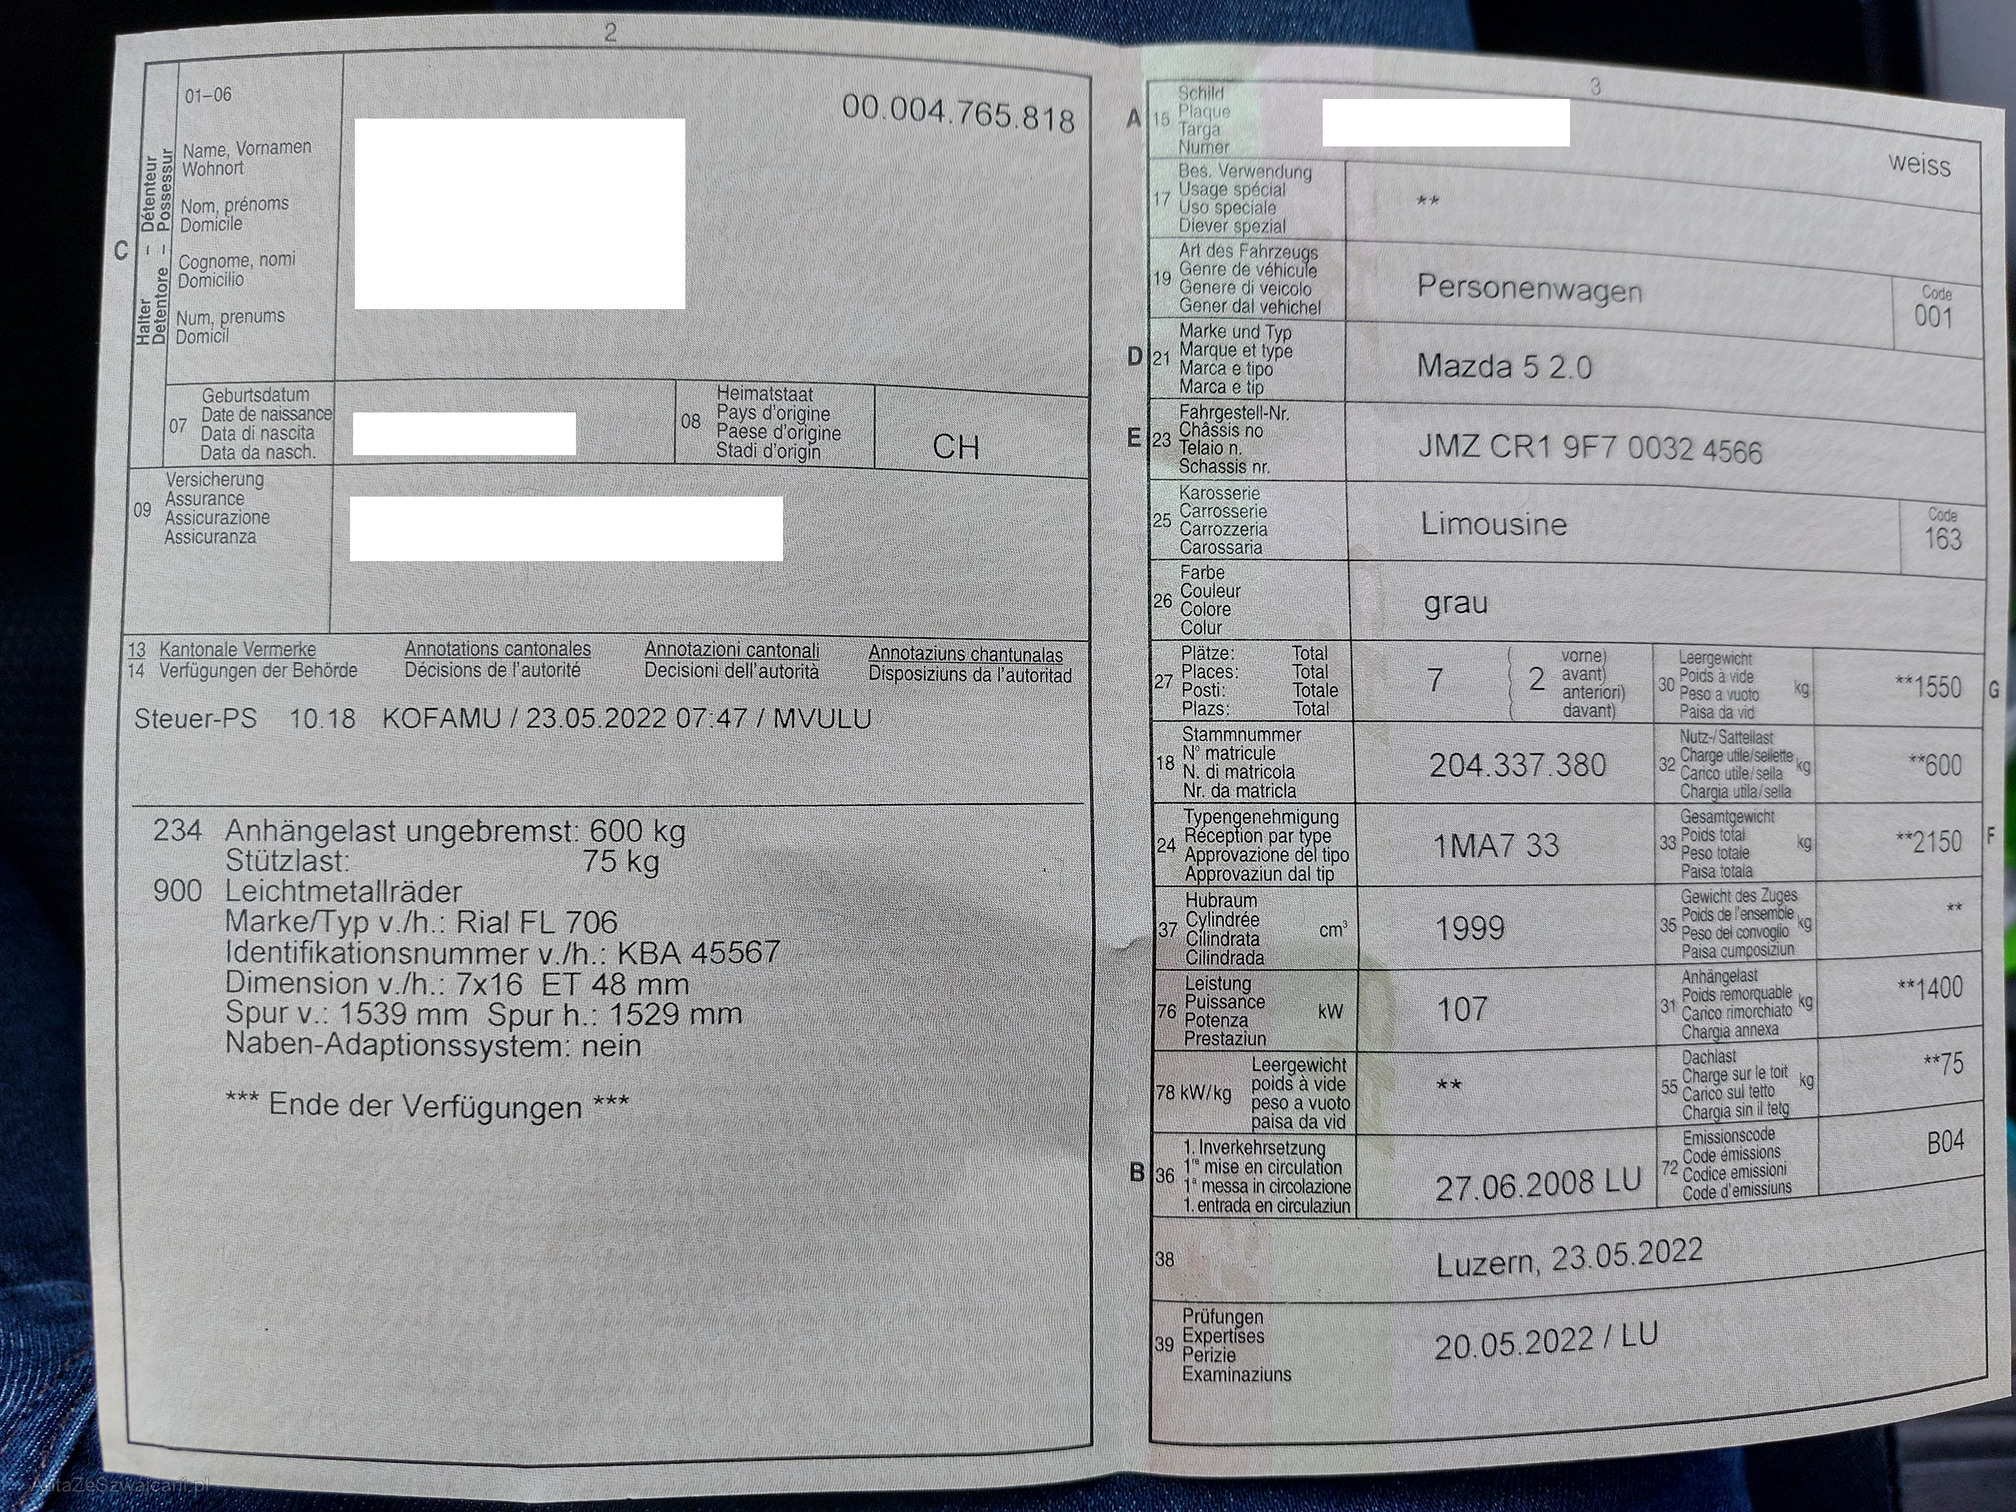 2
01–06
00.004.765.818
C
Halter – Détenteur
Detentore – Possessur
Name, Vornamen
Wohnort
Nom, prénoms
Domicile
Cognome, nomi
Domicilio
Num, prenums
Domicil
07
Geburtsdatum
Date de naissance
Data di nascita
Data da nasch.
08
Heimatstaat
Pays d'origine
Paese d'origine
Stadi d'origin
CH
09
Versicherung
Assurance
Assicurazione
Assicuranza
13 Kantonale Vermerke Annotations cantonales Annotazioni cantonali Annotaziuns chantunalas
14 Verfügungen der Behörde Décisions de l'autorité Decisioni dell'autorità Disposiziuns da l'autoritad
Steuer-PS 10.18 KOFAMU / 23.05.2022 07:47 / MVULU
234 Anhängelast ungebremst: 600 kg
Stützlast: 75 kg
900 Leichtmetallräder
Marke/Typ v./h.: Rial FL 706
Identifikationsnummer v./h.: KBA 45567
Dimension v./h.: 7x16 ET 48 mm
Spur v.: 1539 mm Spur h.: 1529 mm
Naben-Adaptionssystem: nein
*** Ende der Verfügungen ***
3
A
15
Schild
Plaque
Targa
Numer
weiss
17
Bes. Verwendung
Usage spécial
Uso speciale
Diever spezial
**
19
Art des Fahrzeugs
Genre de véhicule
Genere di veicolo
Gener dal vehichel
Personenwagen
Code
001
D
21
Marke und Typ
Marque et type
Marca e tipo
Marca e tip
Mazda 5 2.0
E
23
Fahrgestell-Nr.
Châssis no
Telaio n.
Schassis nr.
JMZ CR1 9F7 0032 4566
25
Karosserie
Carrosserie
Carrozzeria
Carossaria
Limousine
Code
163
26
Farbe
Couleur
Colore
Colur
grau
27
Plätze: Total
Places: Total
Posti: Totale
Plazs: Total
7
2
vorne)
avant)
anteriori)
davant)
30
Leergewicht
Poids à vide
Peso a vuoto
Paisa da vid
kg
**1550
G
18
Stammnummer
N° matricule
N. di matricola
Nr. da matricla
204.337.380
32
Nutz-/Sattellast
Charge utile/sellette
Carico utile/sella
Chargia utila/sella
kg
**600
24
Typengenehmigung
Réception par type
Approvazione del tipo
Approvaziun dal tip
1MA7 33
33
Gesamtgewicht
Poids total
Peso totale
Paisa totala
kg
**2150
F
37
Hubraum
Cylindrée
Cilindrata
Cilindrada
cm³
1999
35
Gewicht des Zuges
Poids de l'ensemble
Peso del convoglio
Paisa cumposiziun
kg
**
76
Leistung
Puissance
Potenza
Prestaziun
kW
107
31
Anhängelast
Poids remorquable
Carico rimorchiato
Chargia annexa
kg
**1400
78 kW/kg
Leergewicht
poids à vide
peso a vuoto
paisa da vid
**
55
Dachlast
Charge sur le toit
Carico sul tetto
Chargia sin il tetg
kg
**75
B
36
1. Inverkehrsetzung
1re mise en circulation
1a messa in circolazione
1. entrada en circulaziun
27.06.2008 LU
72
Emissionscode
Code émissions
Codice emissioni
Code d'emissiuns
B04
38
Luzern, 23.05.2022
39
Prüfungen
Expertises
Perizie
Examinaziuns
20.05.2022 / LU
AnitaZeSzwajcarii.pl